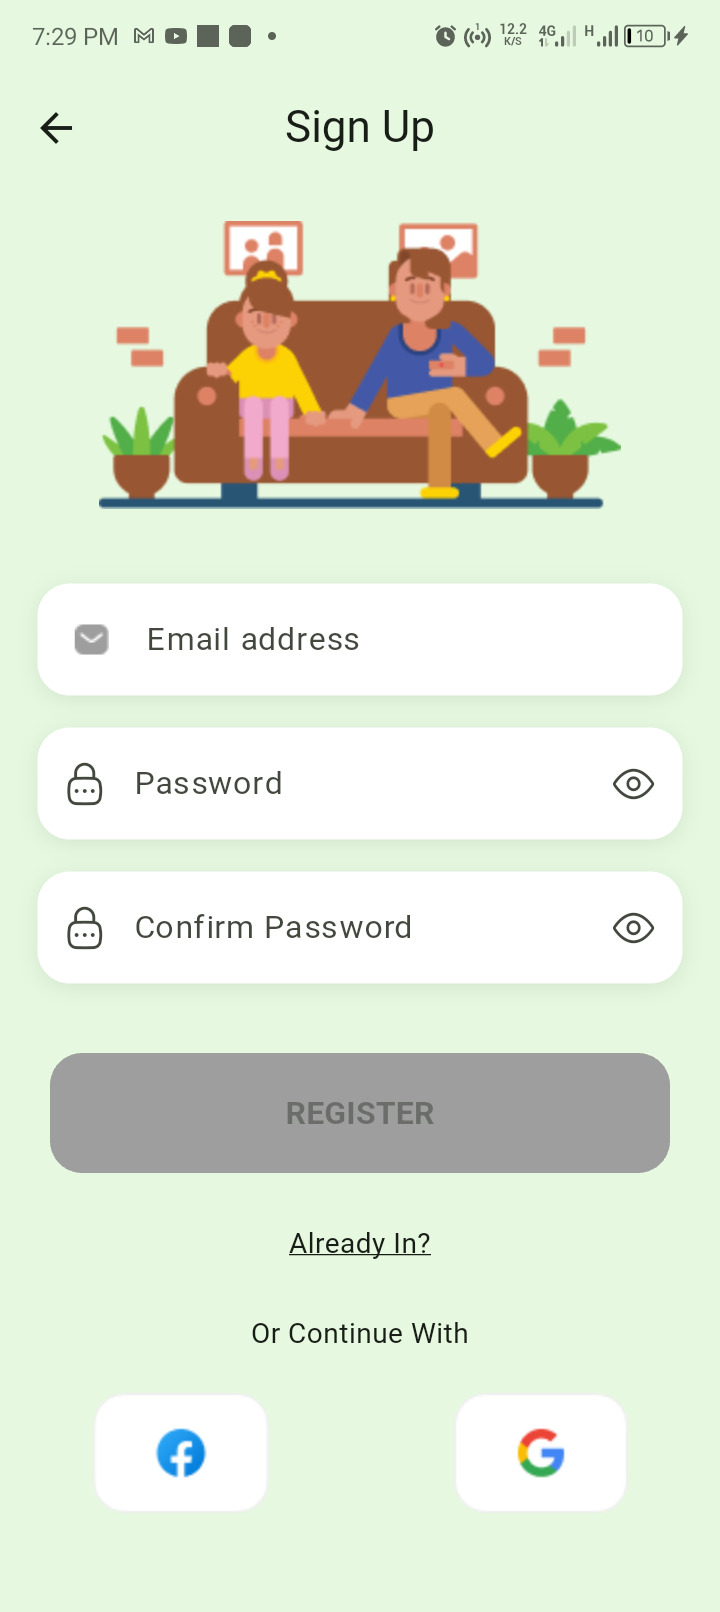 7:29 PM 1 12.2 K/S 4G H 10
Sign Up
Email address
Password
Confirm Password
REGISTER
Already In?
Or Continue With